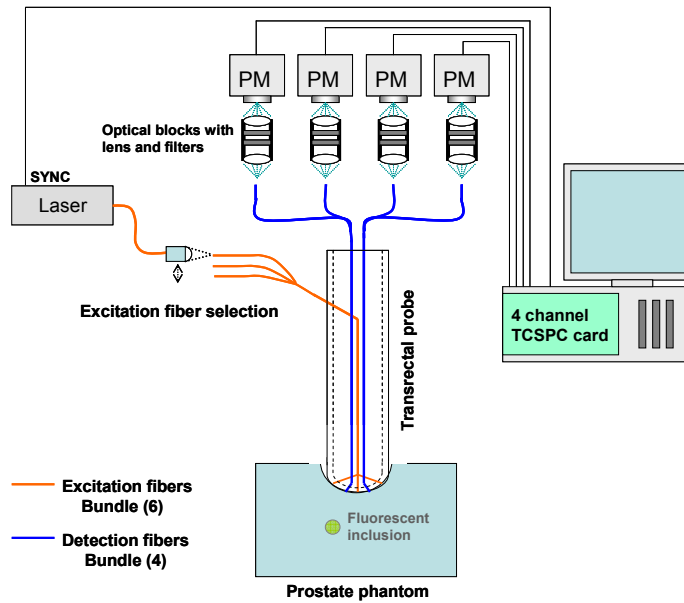 PM PM PM PM
Optical blocks with
lens and filters
SYNC
Laser
Excitation fiber selection
Transrectal probe
4 channel
TCSPC card
Excitation fibers
Bundle (6)
Detection fibers
Bundle (4)
Fluorescent
inclusion
Prostate phantom